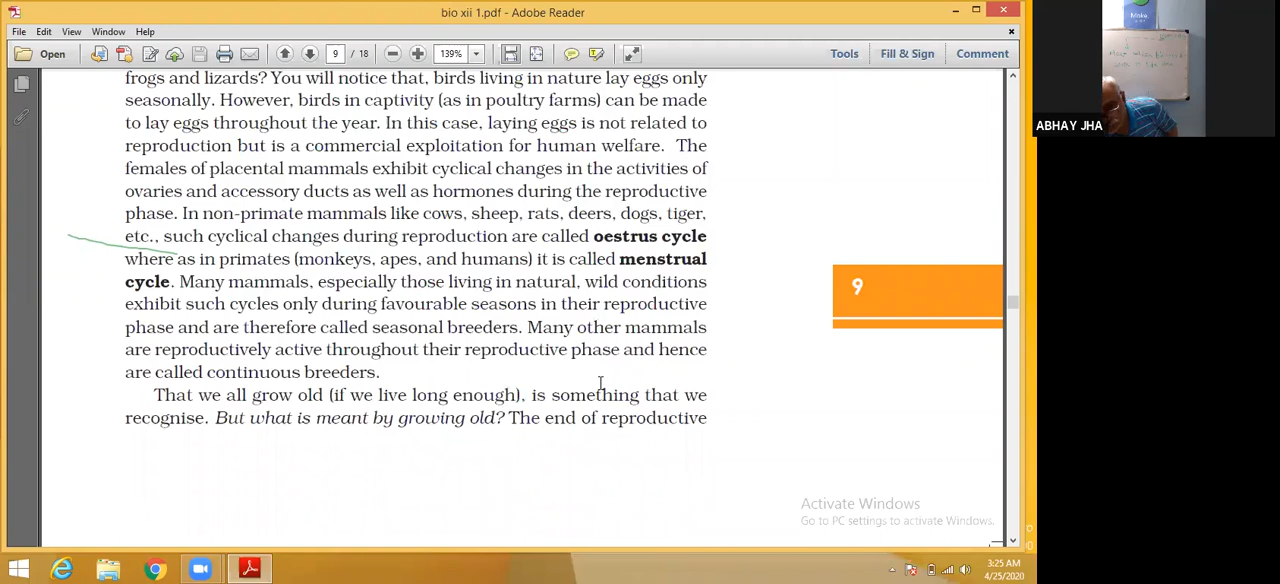 bio xii 1.pdf - Adobe Reader
File Edit View Window Help
Open 9 / 18 139% Tools Fill & Sign Comment
frogs and lizards? You will notice that, birds living in nature lay eggs only
seasonally. However, birds in captivity (as in poultry farms) can be made
to lay eggs throughout the year. In this case, laying eggs is not related to
reproduction but is a commercial exploitation for human welfare. The
females of placental mammals exhibit cyclical changes in the activities of
ovaries and accessory ducts as well as hormones during the reproductive
phase. In non-primate mammals like cows, sheep, rats, deers, dogs, tiger,
etc., such cyclical changes during reproduction are called oestrus cycle
where as in primates (monkeys, apes, and humans) it is called menstrual
cycle. Many mammals, especially those living in natural, wild conditions
exhibit such cycles only during favourable seasons in their reproductive
phase and are therefore called seasonal breeders. Many other mammals
are reproductively active throughout their reproductive phase and hence
are called continuous breeders.
That we all grow old (if we live long enough), is something that we
recognise. But what is meant by growing old? The end of reproductive
9
Activate Windows
Go to PC settings to activate Windows.
3:25 AM
4/25/2020
Make
ABHAY JHA